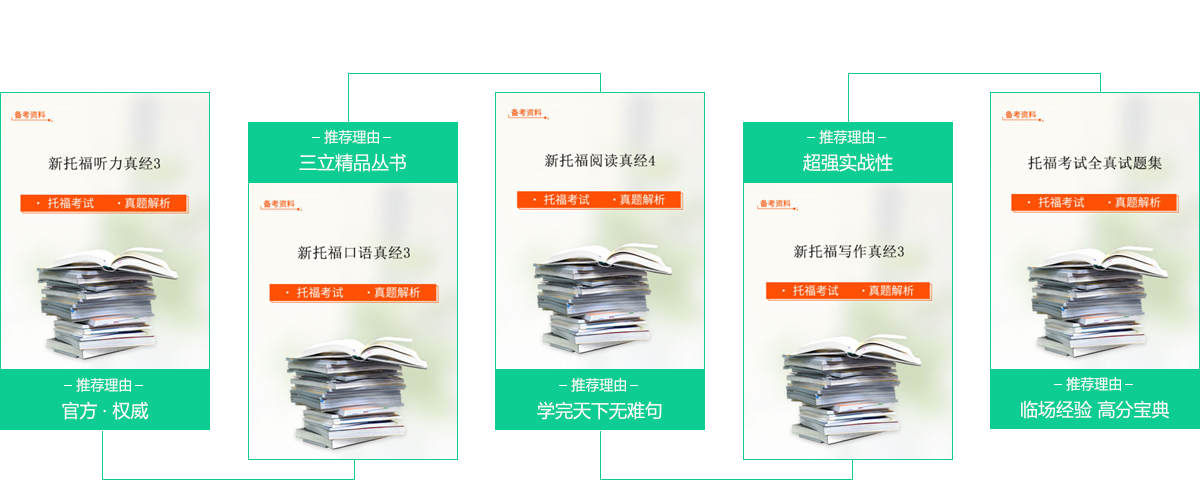 备考资料
新托福听力真经3
· 托福考试 ·真题解析
– 推荐理由 –
官方 · 权威
– 推荐理由 –
三立精品丛书
备考资料
新托福口语真经3
· 托福考试 ·真题解析
备考资料
新托福阅读真经4
· 托福考试 ·真题解析
– 推荐理由 –
学完天下无难句
– 推荐理由 –
超强实战性
备考资料
新托福写作真经3
· 托福考试 ·真题解析
备考资料
托福考试全真试题集
· 托福考试 ·真题解析
– 推荐理由 –
临场经验 高分宝典